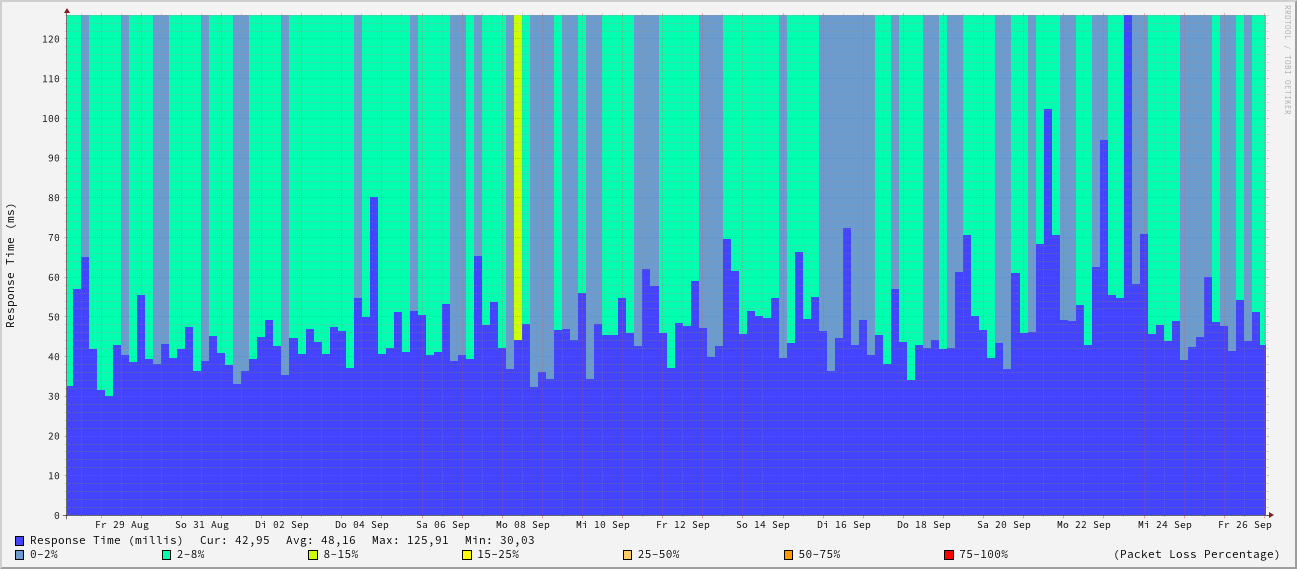 RRDTOOL / TOBI OETIKER
Response Time (ms)
120
110
100
90
80
70
60
50
40
30
20
10
0
Fr 29 Aug So 31 Aug Di 02 Sep Do 04 Sep Sa 06 Sep Mo 08 Sep Mi 10 Sep Fr 12 Sep So 14 Sep Di 16 Sep Do 18 Sep Sa 20 Sep Mo 22 Sep Mi 24 Sep Fr 26 Sep
Response Time (millis) Cur: 42,95 Avg: 48,16 Max: 125,91 Min: 30,03
0-2% 2-8% 8-15% 15-25% 25-50% 50-75% 75-100% (Packet Loss Percentage)